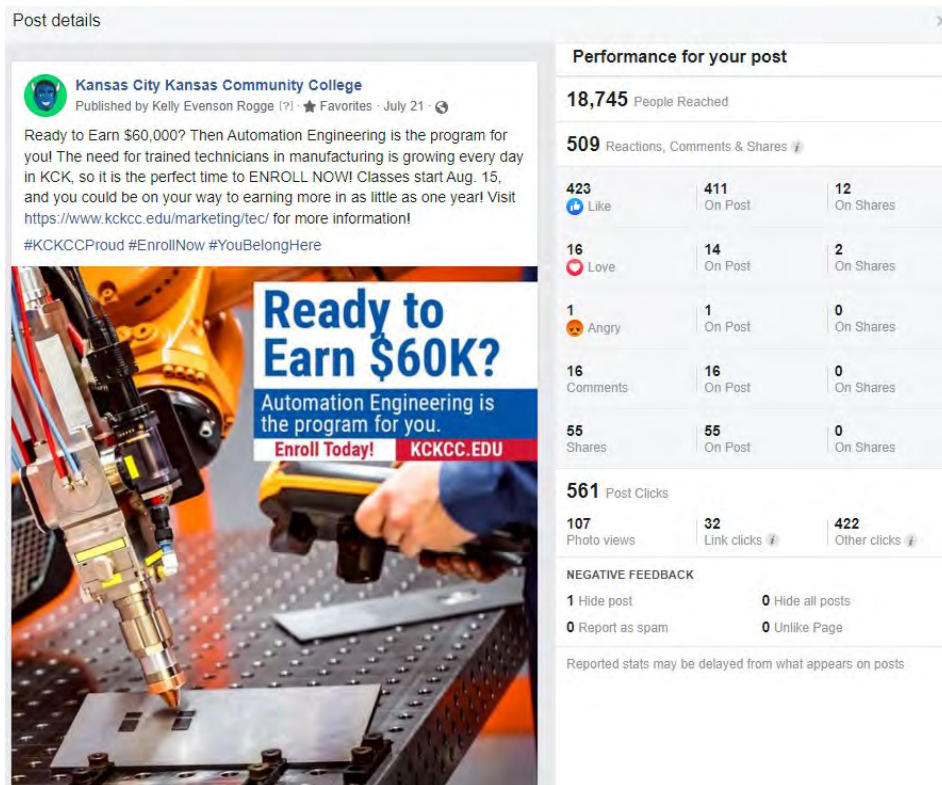 Post details
Kansas City Kansas Community College
Published by Kelly Evenson Rogge [?] · Favorites · July 21 ·
Ready to Earn $60,000? Then Automation Engineering is the program for
you! The need for trained technicians in manufacturing is growing every day
in KCK, so it is the perfect time to ENROLL NOW! Classes start Aug. 15,
and you could be on your way to earning more in as little as one year! Visit
https://www.kckcc.edu/marketing/tec/ for more information!
#KCKCCProud #EnrollNow #YouBelongHere
Ready to
Earn $60K?
Automation Engineering is
the program for you.
Enroll Today! KCKCC.EDU
Performance for your post
18,745 People Reached
509 Reactions, Comments & Shares i
423 411 12
Like On Post On Shares
16 14 2
Love On Post On Shares
1 1 0
Angry On Post On Shares
16 16 0
Comments On Post On Shares
55 55 0
Shares On Post On Shares
561 Post Clicks
107 32 422
Photo views Link clicks i Other clicks i
NEGATIVE FEEDBACK
1 Hide post 0 Hide all posts
0 Report as spam 0 Unlike Page
Reported stats may be delayed from what appears on posts